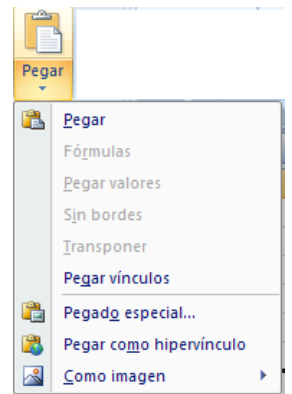 Pegar
Pegar
Fórmulas
Pegar valores
Sin bordes
Transponer
Pegar vínculos
Pegado especial...
Pegar como hipervínculo
Como imagen